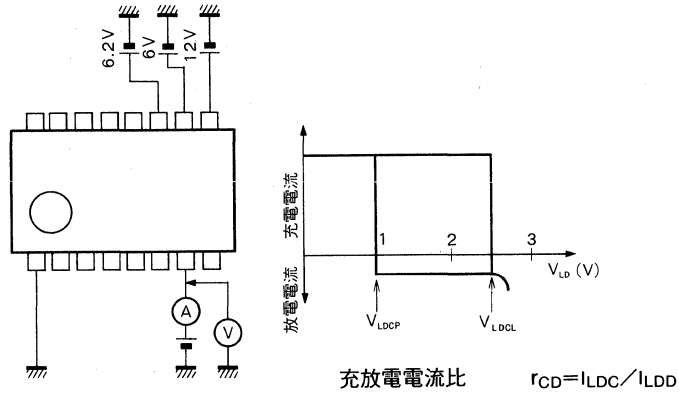 6.2V
6V
12V
A
V
充電電流
放電電流
1
2
3
V_LD (V)
V_LDCP
V_LDCL
充放電電流比 r_CD=I_LDC/I_LDD